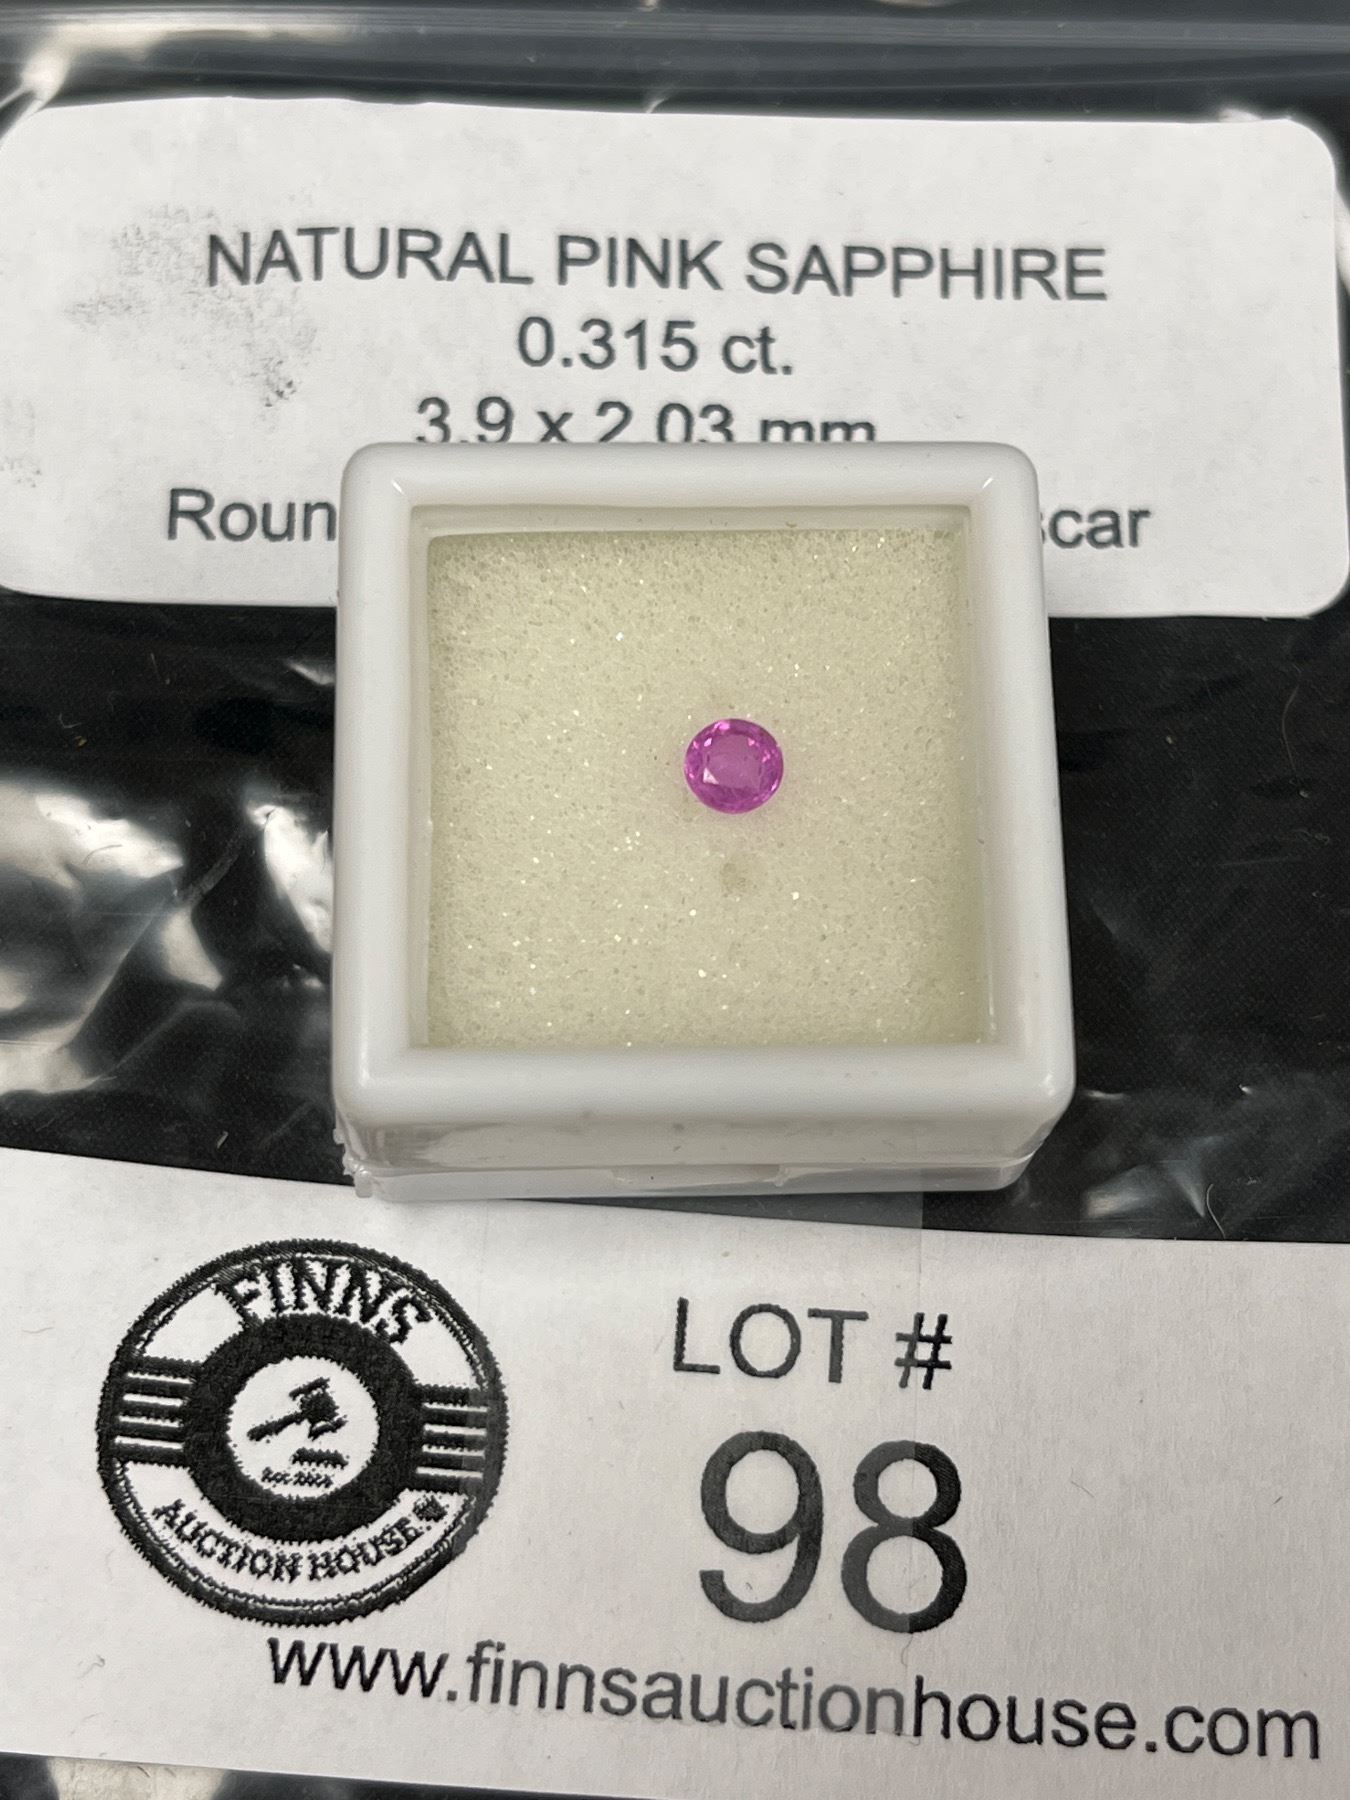 NATURAL PINK SAPPHIRE
0.315 ct.
3.9 x 2.03 mm
Roun scar
FINNS
AUCTION HOUSE
LOT #
98
www.finnsauctionhouse.com